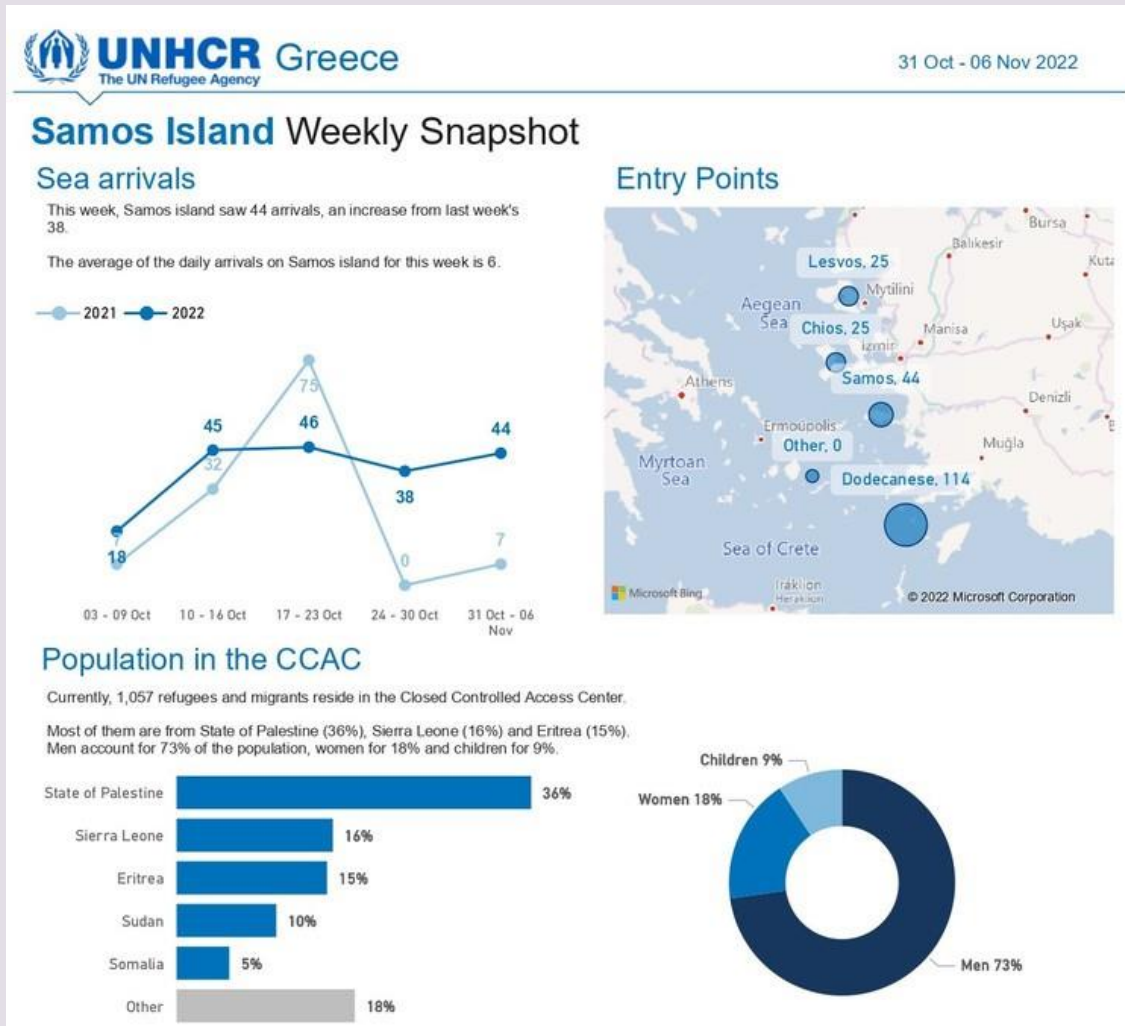 UNHCR Greece
The UN Refugee Agency
31 Oct - 06 Nov 2022
Samos Island Weekly Snapshot
Sea arrivals
This week, Samos island saw 44 arrivals, an increase from last week's
38.
The average of the daily arrivals on Samos island for this week is 6.
2021 2022
75
45
46
44
32
38
7
18
0
7
03 - 09 Oct 10 - 16 Oct 17 - 23 Oct 24 - 30 Oct 31 Oct - 06
Nov
Entry Points
Bursa
Balıkesir
Kuta
Lesvos, 25
Mytilini
Aegean
Sea
Chios, 25
Manisa
Uşak
İzmir
Samos, 44
Athens
Denizli
Ermoúpolis
Other, 0
Muğla
Myrtoan
Sea
Dodecanese, 114
Sea of Crete
Iráklion
Heraklion
Microsoft Bing
© 2022 Microsoft Corporation
Population in the CCAC
Currently, 1,057 refugees and migrants reside in the Closed Controlled Access Center.
Most of them are from State of Palestine (36%), Sierra Leone (16%) and Eritrea (15%).
Men account for 73% of the population, women for 18% and children for 9%.
State of Palestine 36%
Sierra Leone 16%
Eritrea 15%
Sudan 10%
Somalia 5%
Other 18%
Children 9%
Women 18%
Men 73%